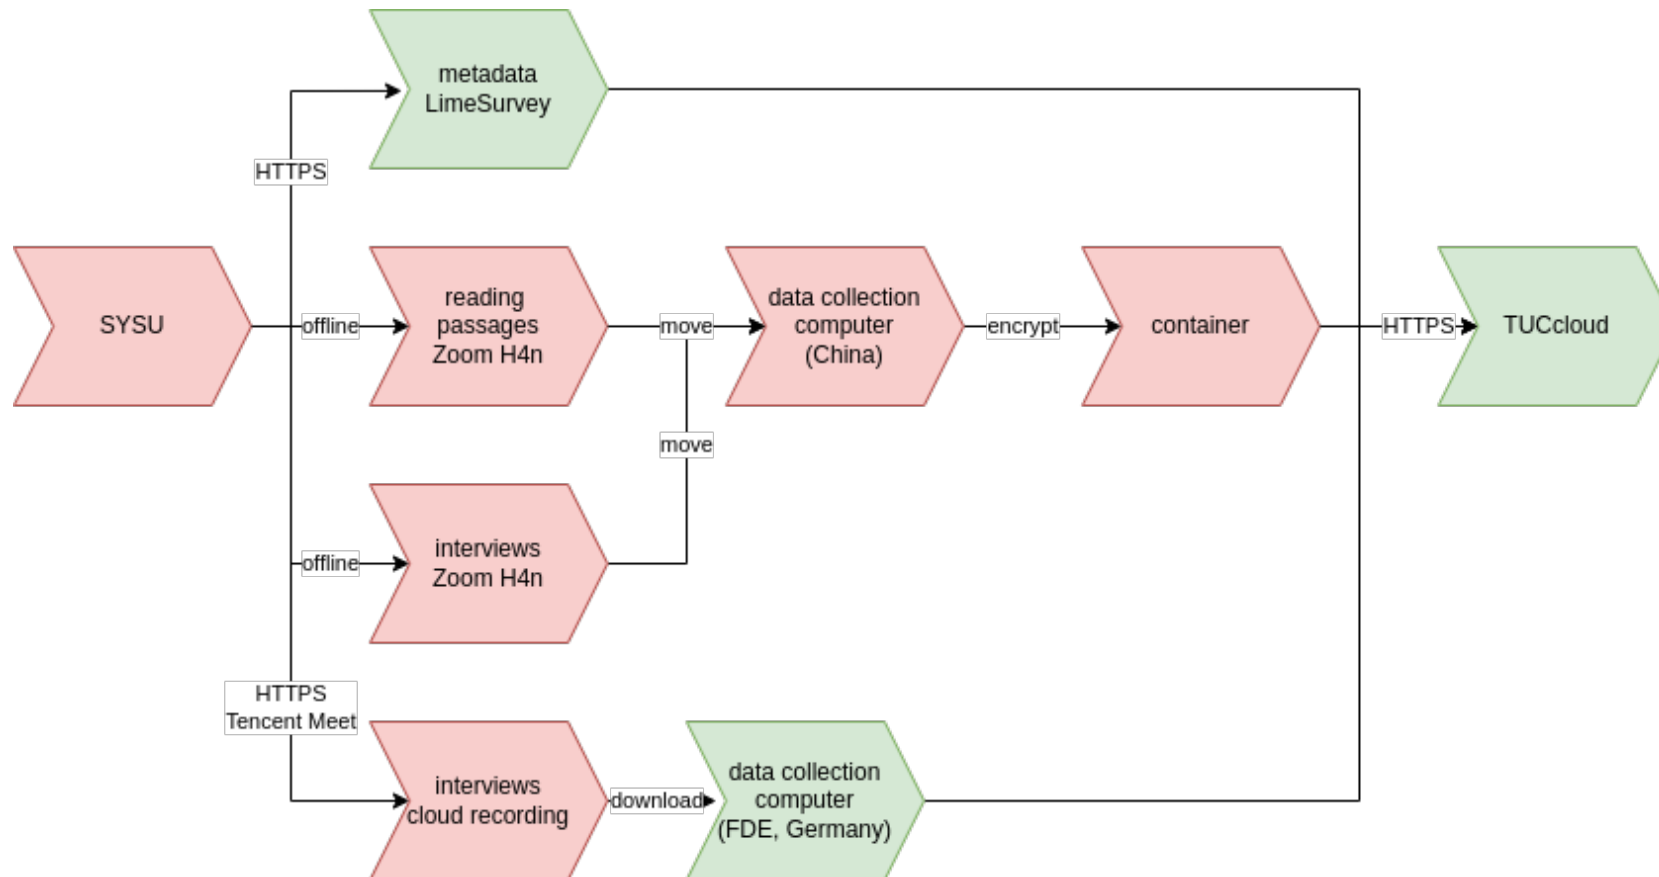 metadata
LimeSurvey
HTTPS
SYSU
offline
reading
passages
Zoom H4n
move
data collection
computer
(China)
encrypt
container
HTTPS
TUCcloud
move
offline
interviews
Zoom H4n
HTTPS
Tencent Meet
interviews
cloud recording
download
data collection
computer
(FDE, Germany)